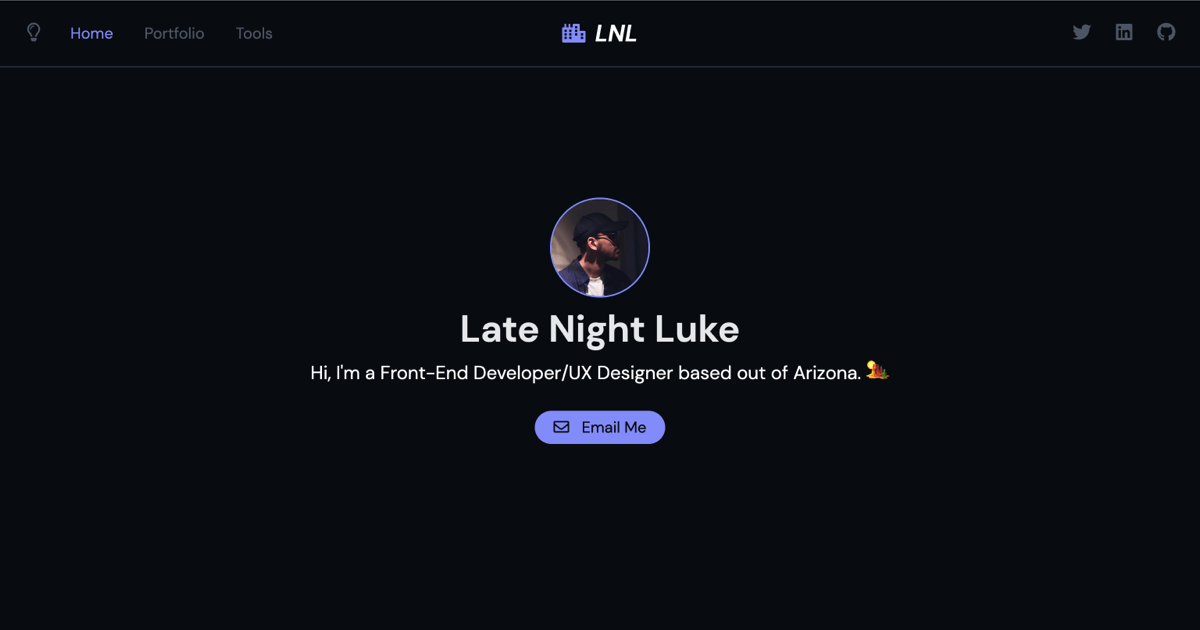 Home
Portfolio
Tools
LNL
Late Night Luke
Hi, I'm a Front-End Developer/UX Designer based out of Arizona. 🏜️
Email Me